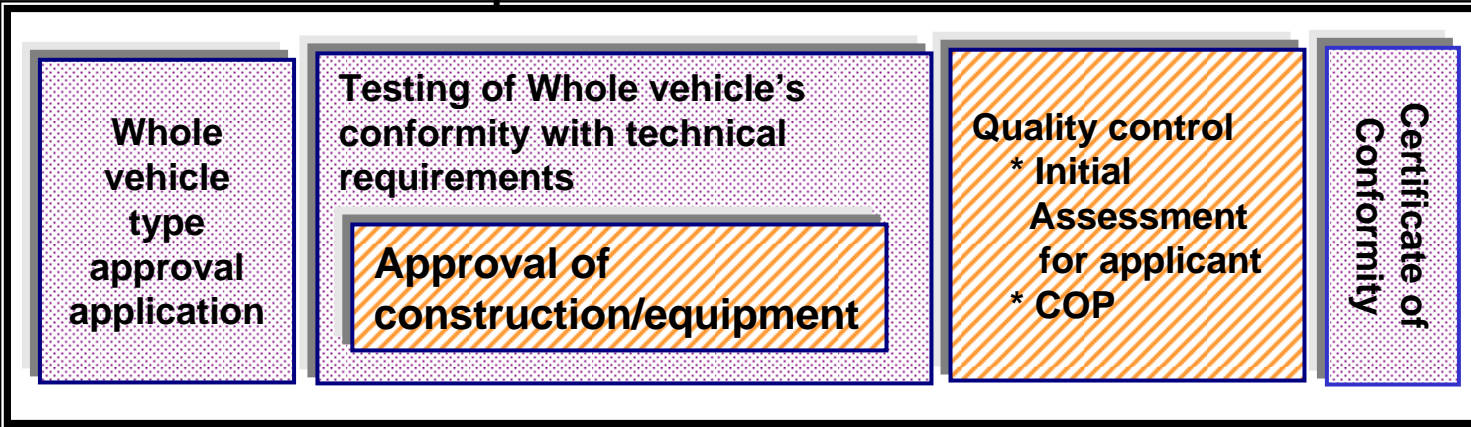 Whole
vehicle
type
approval
application
Testing of Whole vehicle's
conformity with technical
requirements
Approval of
construction/equipment
Quality control
* Initial
Assessment
for applicant
* COP
Certificate of
Conformity